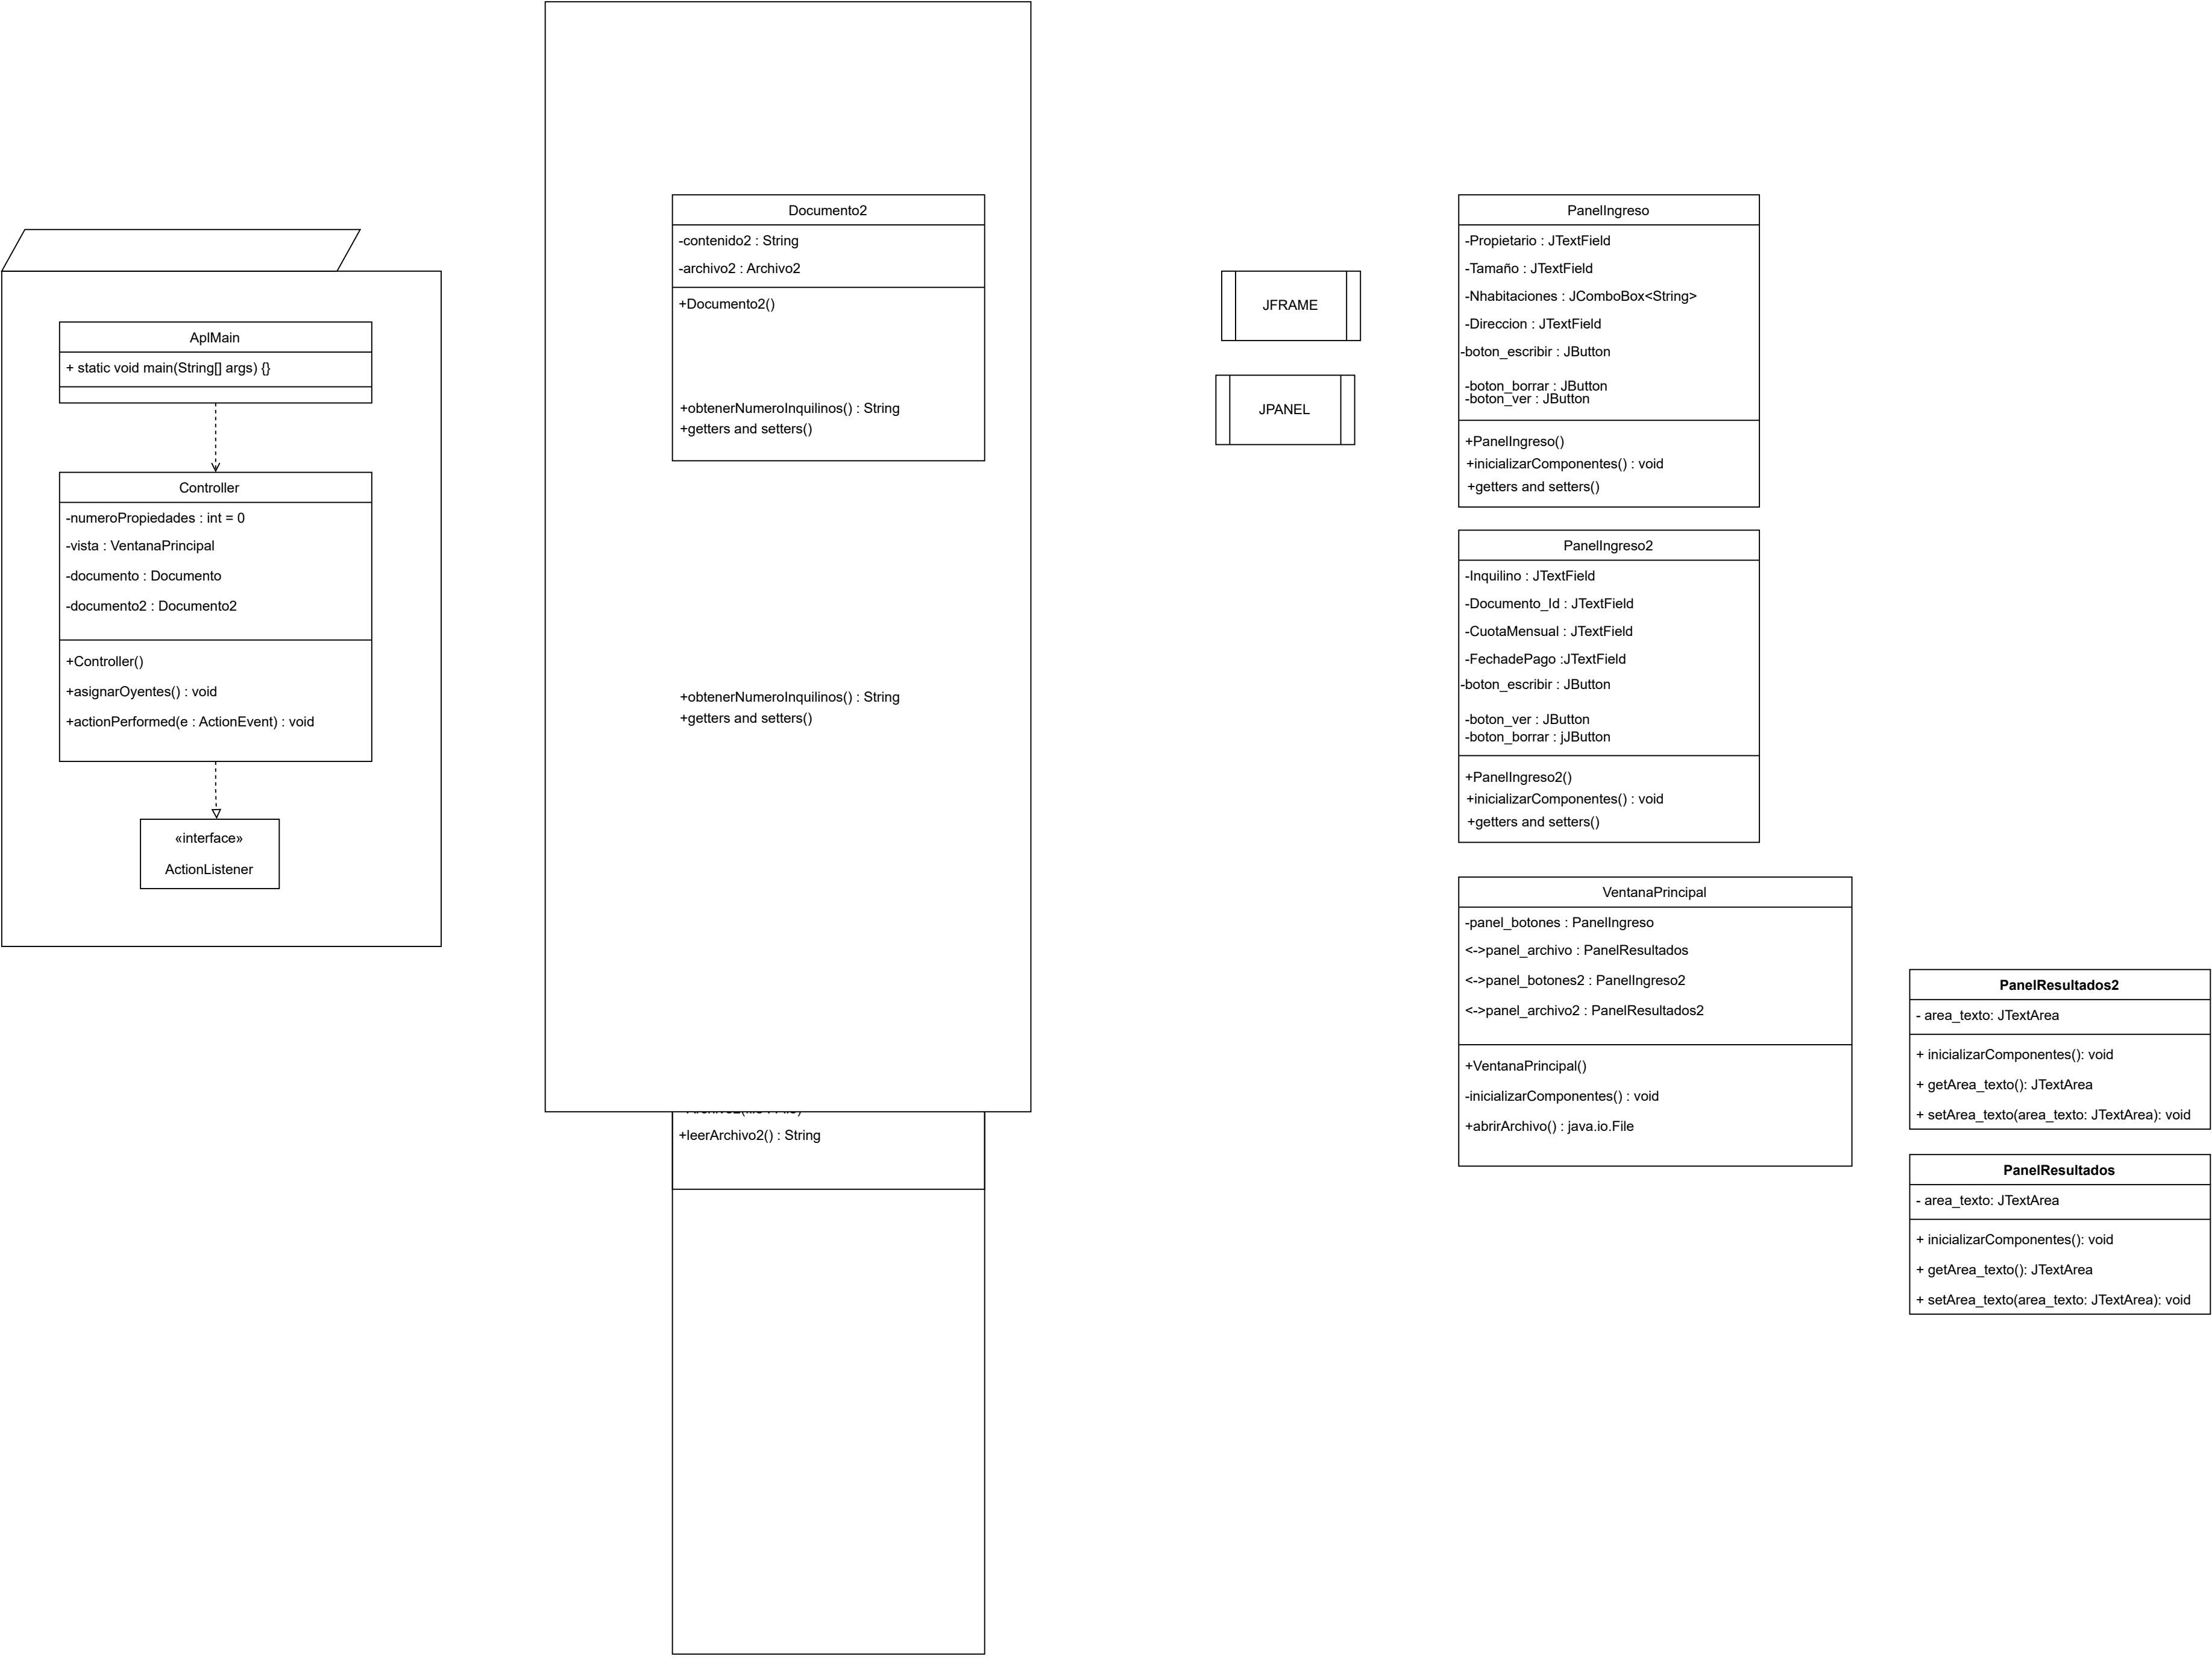 AplMain
+ static void main(String[] args) {}
Controller
-numeroPropiedades : int = 0
-vista : VentanaPrincipal
-documento : Documento
-documento2 : Documento2
+Controller()
+asignarOyentes() : void
+actionPerformed(e : ActionEvent) : void
«interface»
ActionListener
Documento2
-contenido2 : String
-archivo2 : Archivo2
+Documento2()
+obtenerNumeroInquilinos() : String
+getters and setters()
+obtenerNumeroInquilinos() : String
+getters and setters()
+leerArchivo2() : String
JFRAME
JPANEL
PanelIngreso
-Propietario : JTextField
-Tamaño : JTextField
-Nhabitaciones : JComboBox<String>
-Direccion : JTextField
-boton_escribir : JButton
-boton_borrar : JButton
-boton_ver : JButton
+PanelIngreso()
+inicializarComponentes() : void
+getters and setters()
PanelIngreso2
-Inquilino : JTextField
-Documento_Id : JTextField
-CuotaMensual : JTextField
-FechadePago :JTextField
-boton_escribir : JButton
-boton_ver : JButton
-boton_borrar : jJButton
+PanelIngreso2()
+inicializarComponentes() : void
+getters and setters()
VentanaPrincipal
-panel_botones : PanelIngreso
<->panel_archivo : PanelResultados
<->panel_botones2 : PanelIngreso2
<->panel_archivo2 : PanelResultados2
+VentanaPrincipal()
-inicializarComponentes() : void
+abrirArchivo() : java.io.File
PanelResultados2
- area_texto: JTextArea
+ inicializarComponentes(): void
+ getArea_texto(): JTextArea
+ setArea_texto(area_texto: JTextArea): void
PanelResultados
- area_texto: JTextArea
+ inicializarComponentes(): void
+ getArea_texto(): JTextArea
+ setArea_texto(area_texto: JTextArea): void